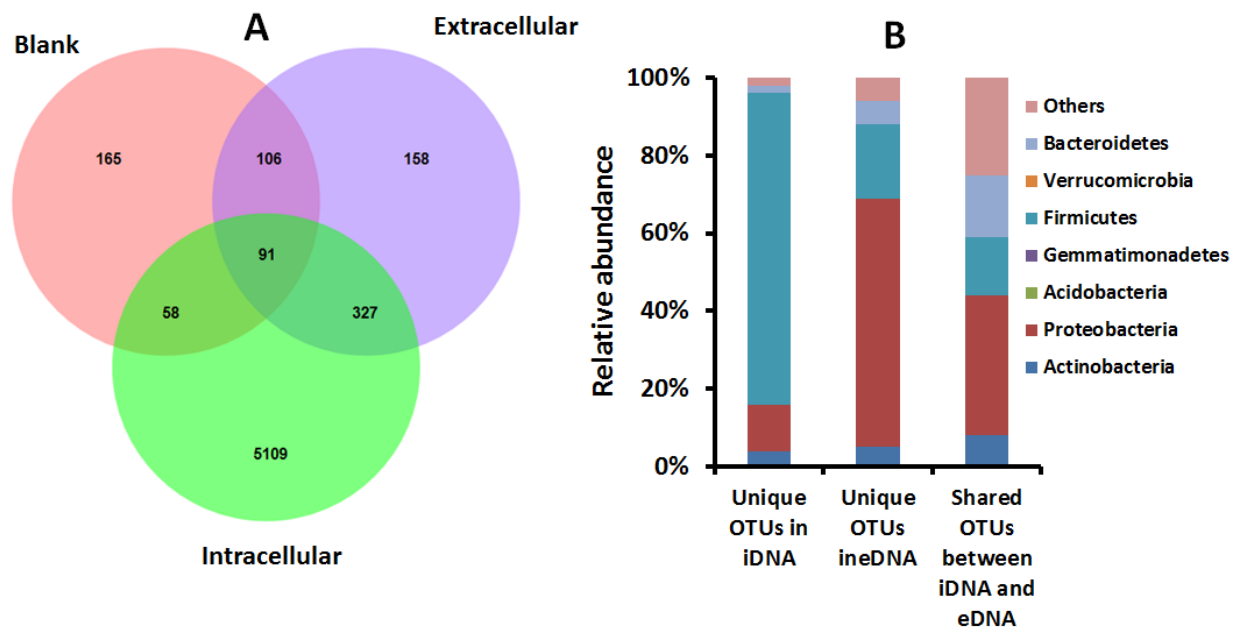 A
Blank
Extracellular
165
106
158
91
58
327
5109
Intracellular
B
Relative abundance
100%
80%
60%
40%
20%
0%
Unique
OTUs in
iDNA
Unique
OTUs
ineDNA
Shared
OTUs
between
iDNA and
eDNA
Others
Bacteroidetes
Verrucomicrobia
Firmicutes
Gemmatimonadetes
Acidobacteria
Proteobacteria
Actinobacteria